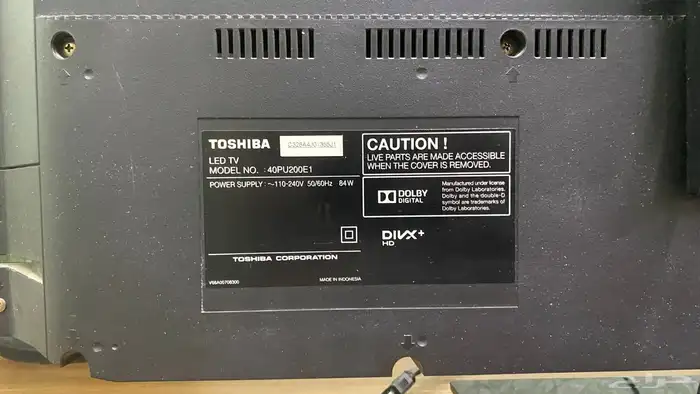 TOSHIBA
LED TV
MODEL NO. : 40PU200E1
POWER SUPPLY : ~110-240V 50/60Hz 84W
TOSHIBA CORPORATION
V68A00708300
MADE IN INDONESIA
CAUTION !
LIVE PARTS ARE MADE ACCESSIBLE
WHEN THE COVER IS REMOVED.
DOLBY
DIGITAL
Manufactured under license
from Dolby Laboratories.
Dolby and the double-D
symbol are trademarks of
Dolby Laboratories.
DIVX+
HD